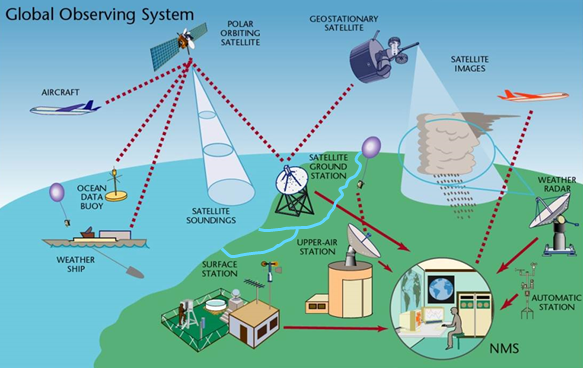 Global Observing System
POLAR
ORBITING
SATELLITE
GEOSTATIONARY
SATELLITE
SATELLITE
IMAGES
AIRCRAFT
OCEAN
DATA
BUOY
SATELLITE
GROUND
STATION
WEATHER
RADAR
SATELLITE
SOUNDINGS
WEATHER
SHIP
SURFACE
STATION
UPPER-AIR
STATION
AUTOMATIC
STATION
NMS